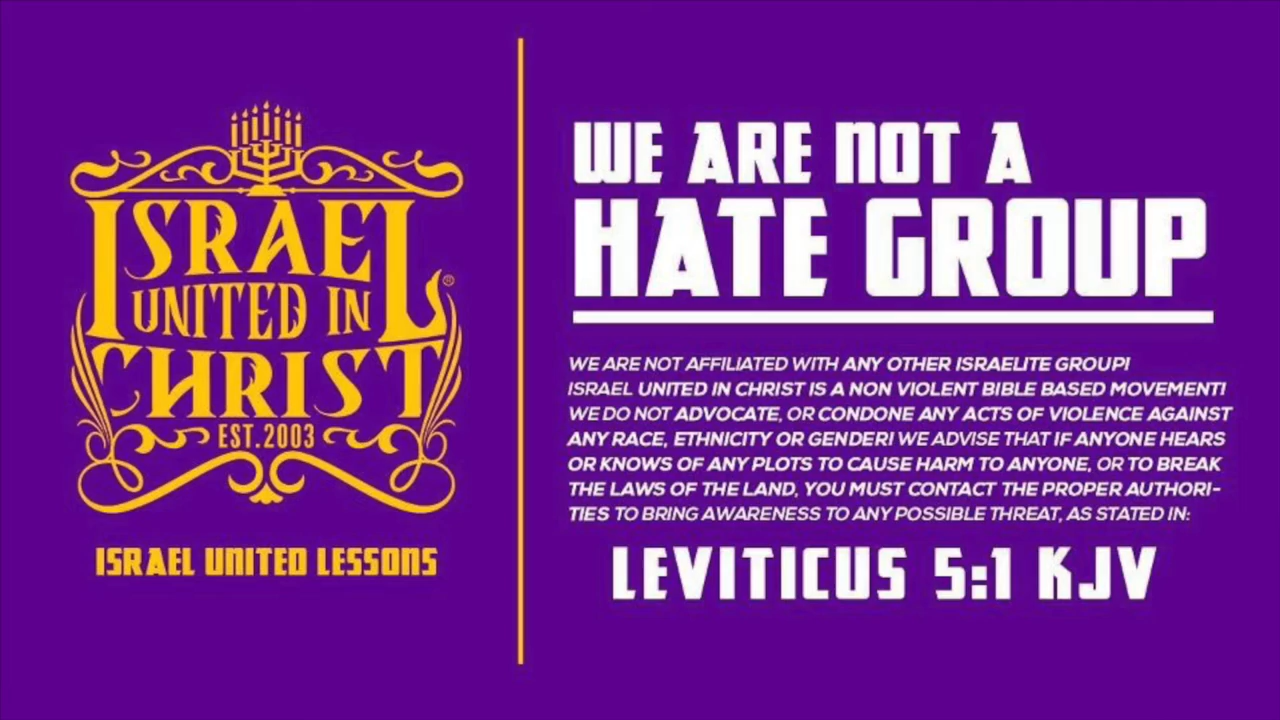 ISRAEL
UNITED IN
CHRIST
®
EST.2003
ISRAEL UNITED LESSONS
WE ARE NOT A
HATE GROUP
WE ARE NOT AFFILIATED WITH ANY OTHER ISRAELITE GROUP!
ISRAEL UNITED IN CHRIST IS A NON VIOLENT BIBLE BASED MOVEMENT!
WE DO NOT ADVOCATE, OR CONDONE ANY ACTS OF VIOLENCE AGAINST
ANY RACE, ETHNICITY OR GENDER! WE ADVISE THAT IF ANYONE HEARS
OR KNOWS OF ANY PLOTS TO CAUSE HARM TO ANYONE, OR TO BREAK
THE LAWS OF THE LAND, YOU MUST CONTACT THE PROPER AUTHORI-
TIES TO BRING AWARENESS TO ANY POSSIBLE THREAT, AS STATED IN:
LEVITICUS 5:1 KJV